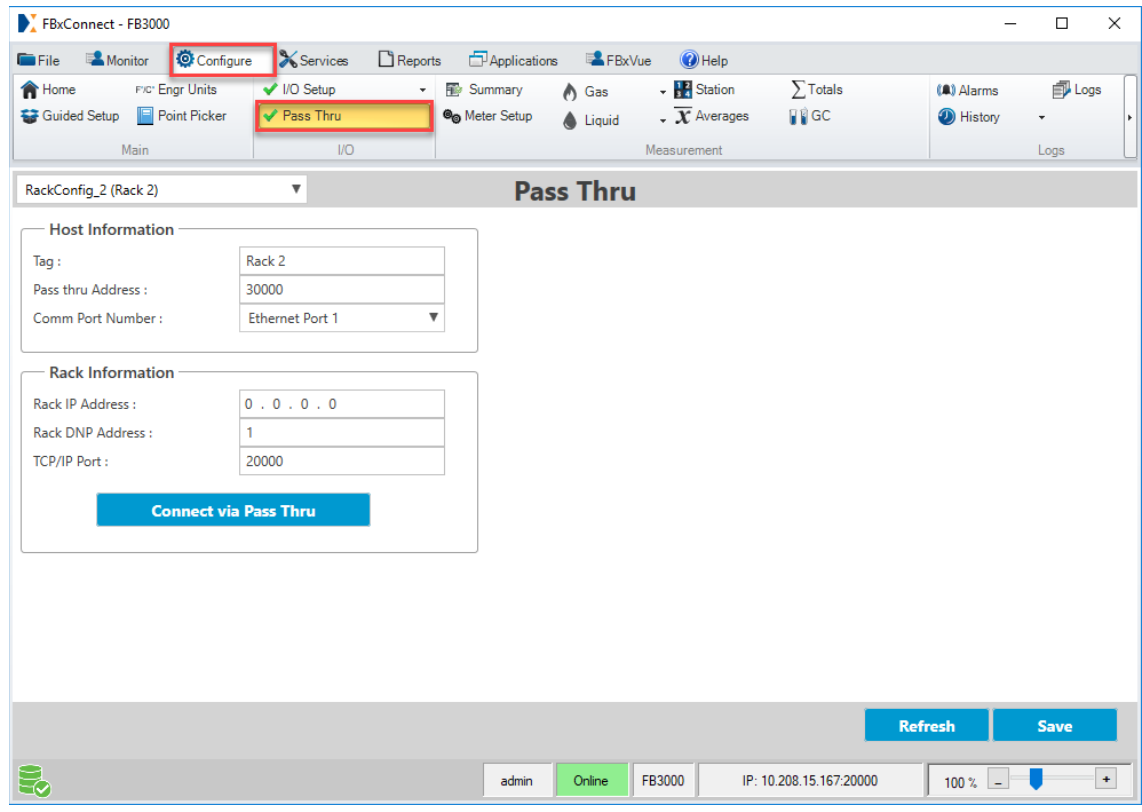 FBxConnect - FB3000
File Monitor Configure Services Reports Applications FBxVue Help
Home F?/C° Engr Units I/O Setup Summary Gas Station Totals Alarms Logs
Guided Setup Point Picker Pass Thru Meter Setup Liquid Averages GC History
Main I/O Measurement Logs
RackConfig_2 (Rack 2) Pass Thru
Host Information
Tag : Rack 2
Pass thru Address : 30000
Comm Port Number : Ethernet Port 1
Rack Information
Rack IP Address : 0 . 0 . 0 . 0
Rack DNP Address : 1
TCP/IP Port : 20000
Connect via Pass Thru
Refresh Save
admin Online FB3000 IP: 10.208.15.167:20000 100 % - +